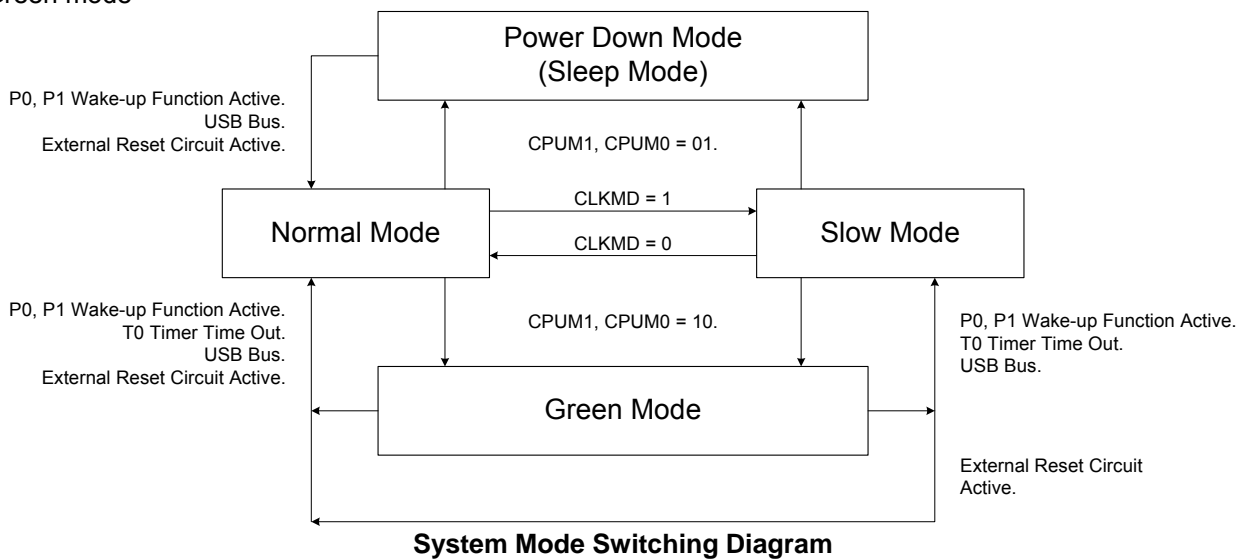 Green mode
Power Down Mode
(Sleep Mode)
P0, P1 Wake-up Function Active.
USB Bus.
External Reset Circuit Active.
CPUM1, CPUM0 = 01.
CLKMD = 1
Normal Mode
Slow Mode
CLKMD = 0
P0, P1 Wake-up Function Active.
T0 Timer Time Out.
USB Bus.
External Reset Circuit Active.
CPUM1, CPUM0 = 10.
P0, P1 Wake-up Function Active.
T0 Timer Time Out.
USB Bus.
Green Mode
External Reset Circuit
Active.
System Mode Switching Diagram